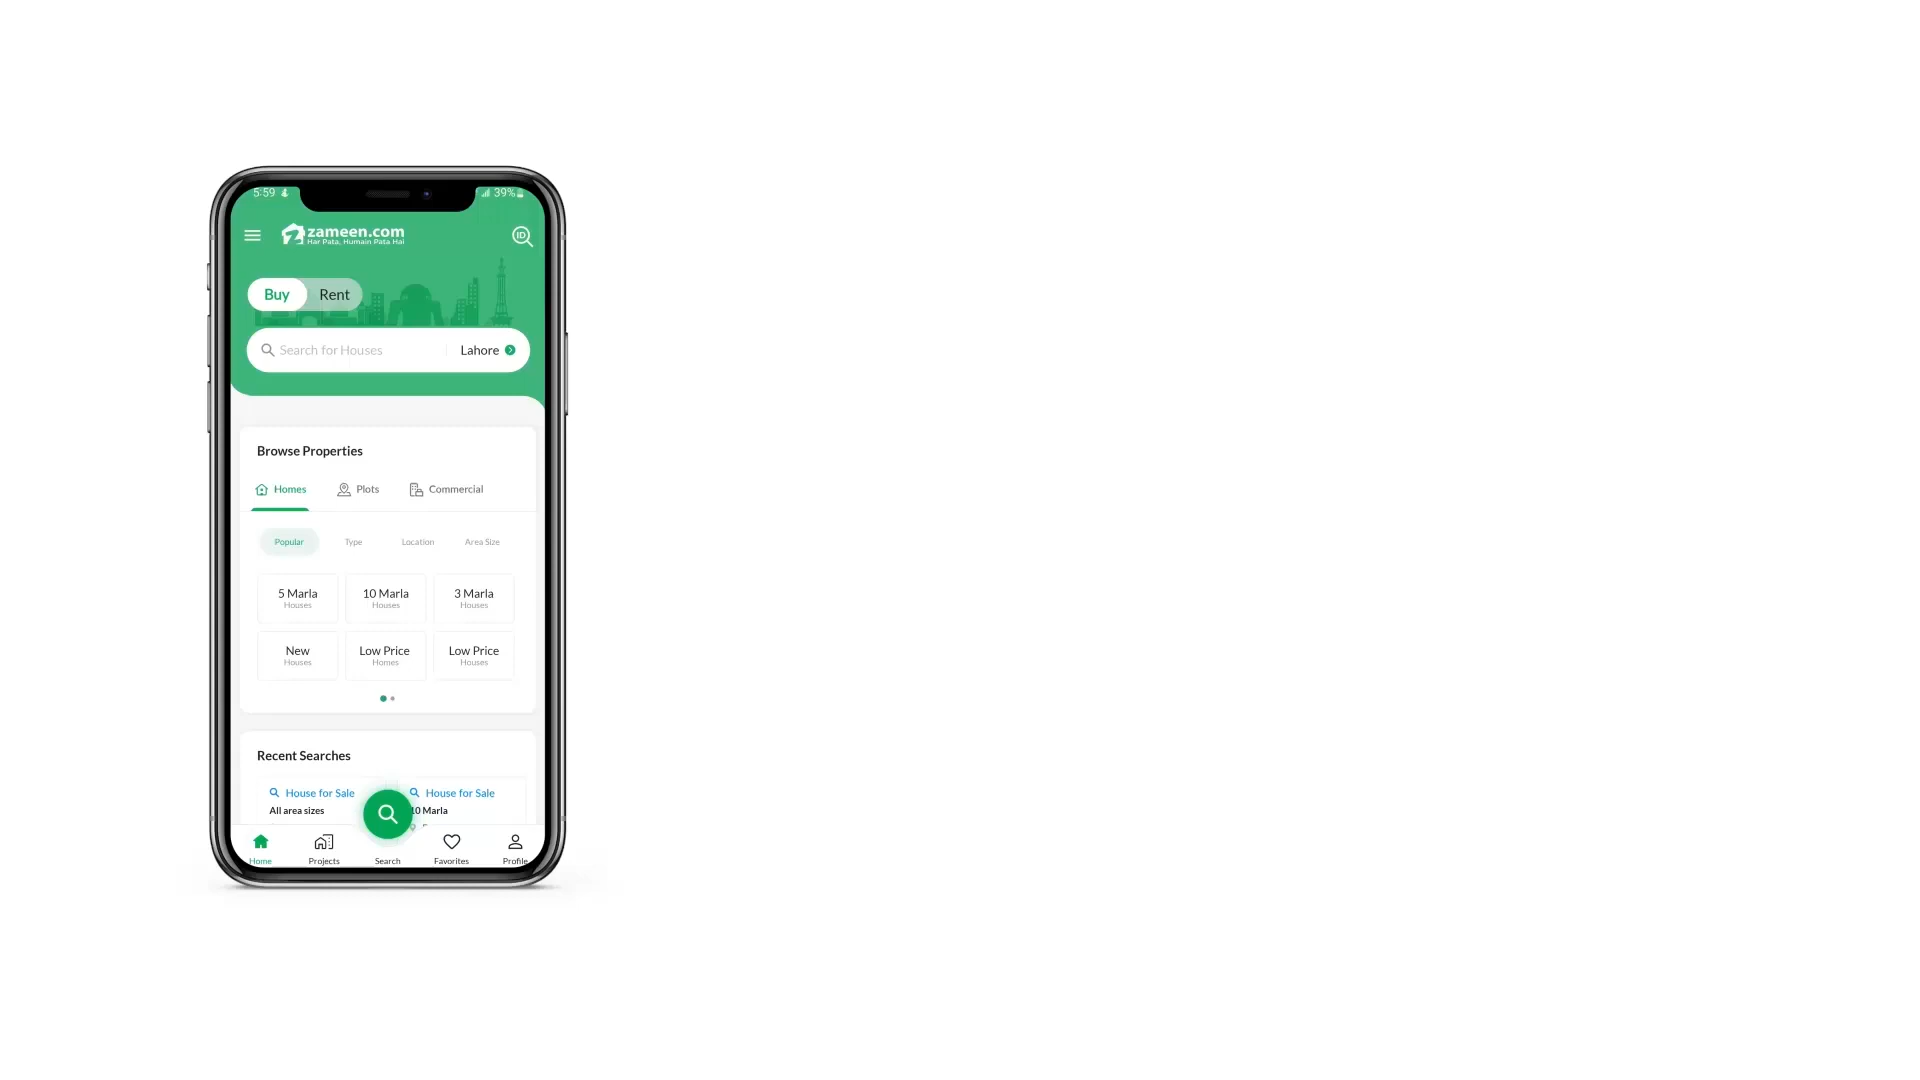 5:59 39%
zameen.com
Har Pata, Humain Pata Hai
ID
Buy Rent
Search for Houses Lahore
Browse Properties
Homes Plots Commercial
Popular Type Location Area Size
5 Marla 10 Marla 3 Marla
Houses Houses Houses
New Low Price Low Price
Houses Homes Houses
Recent Searches
House for Sale House for Sale
All area sizes 10 Marla
Home Projects Search Favorites Profile